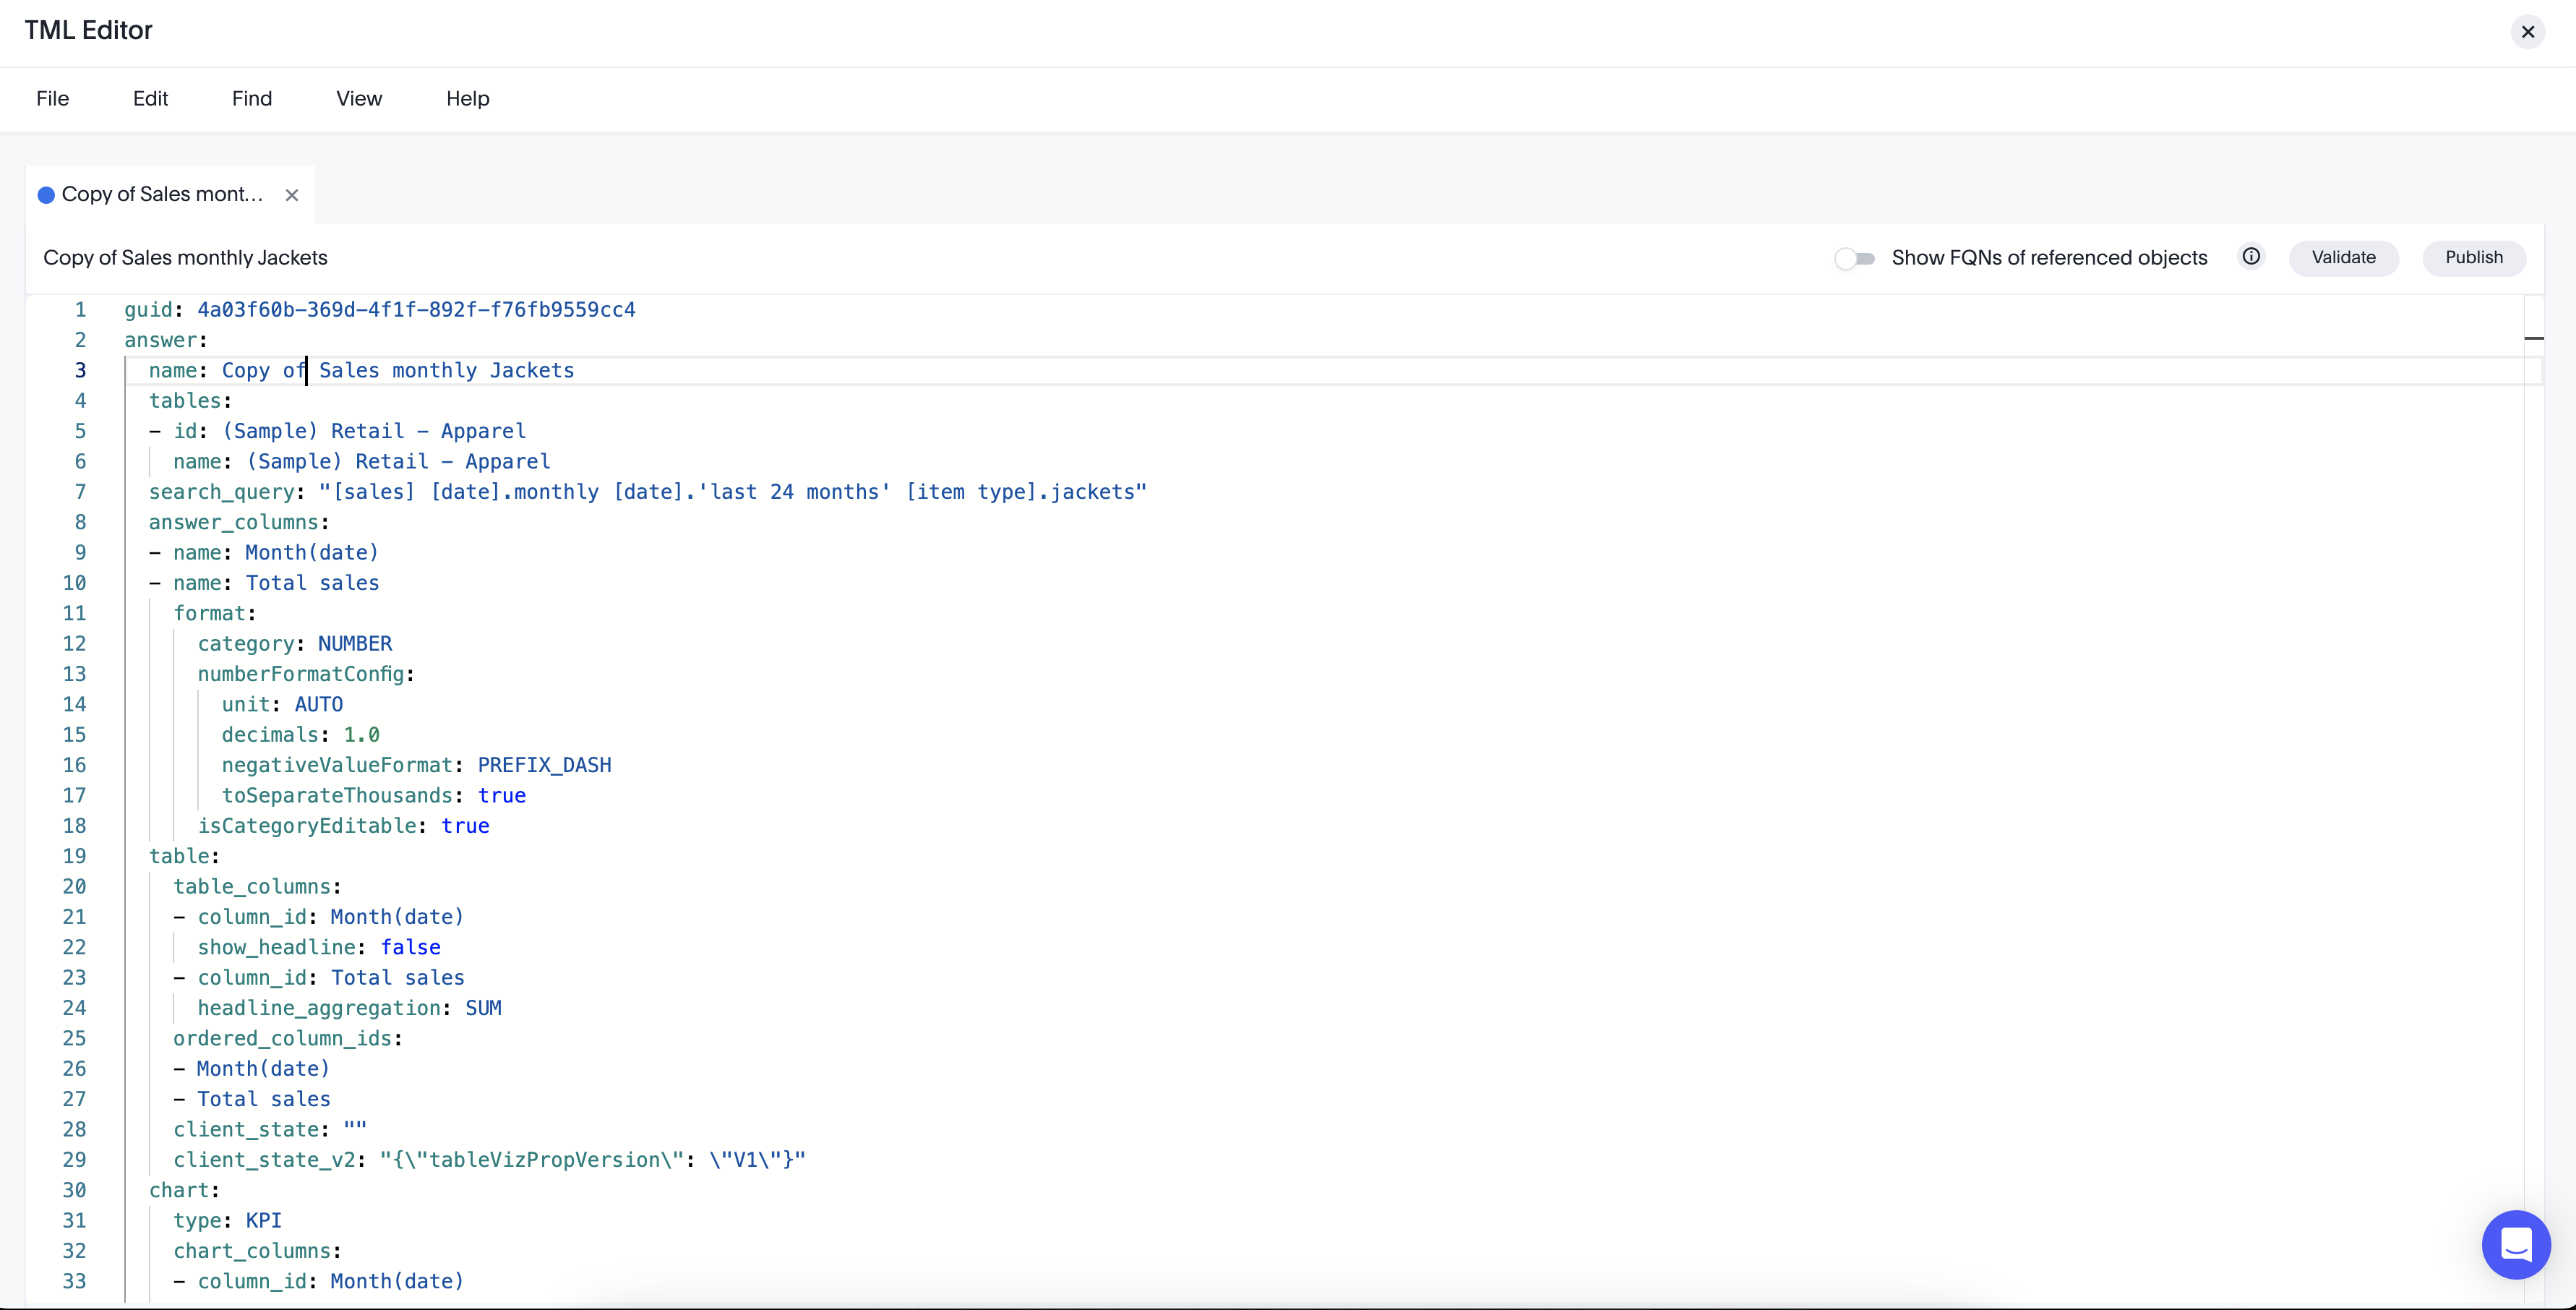 TML Editor
File Edit Find View Help
Copy of Sales mont...
Copy of Sales monthly Jackets Show FQNs of referenced objects Validate Publish
1 guid: 4a03f60b-369d-4f1f-892f-f76fb9559cc4
2 answer:
3 name: Copy of Sales monthly Jackets
4 tables:
5 - id: (Sample) Retail - Apparel
6 name: (Sample) Retail - Apparel
7 search_query: "[sales] [date].monthly [date].'last 24 months' [item type].jackets"
8 answer_columns:
9 - name: Month(date)
10 - name: Total sales
11 format:
12 category: NUMBER
13 numberFormatConfig:
14 unit: AUTO
15 decimals: 1.0
16 negativeValueFormat: PREFIX_DASH
17 toSeparateThousands: true
18 isCategoryEditable: true
19 table:
20 table_columns:
21 - column_id: Month(date)
22 show_headline: false
23 - column_id: Total sales
24 headline_aggregation: SUM
25 ordered_column_ids:
26 - Month(date)
27 - Total sales
28 client_state: ""
29 client_state_v2: "{\"tableVizPropVersion\": \"V1\"}"
30 chart:
31 type: KPI
32 chart_columns:
33 - column_id: Month(date)